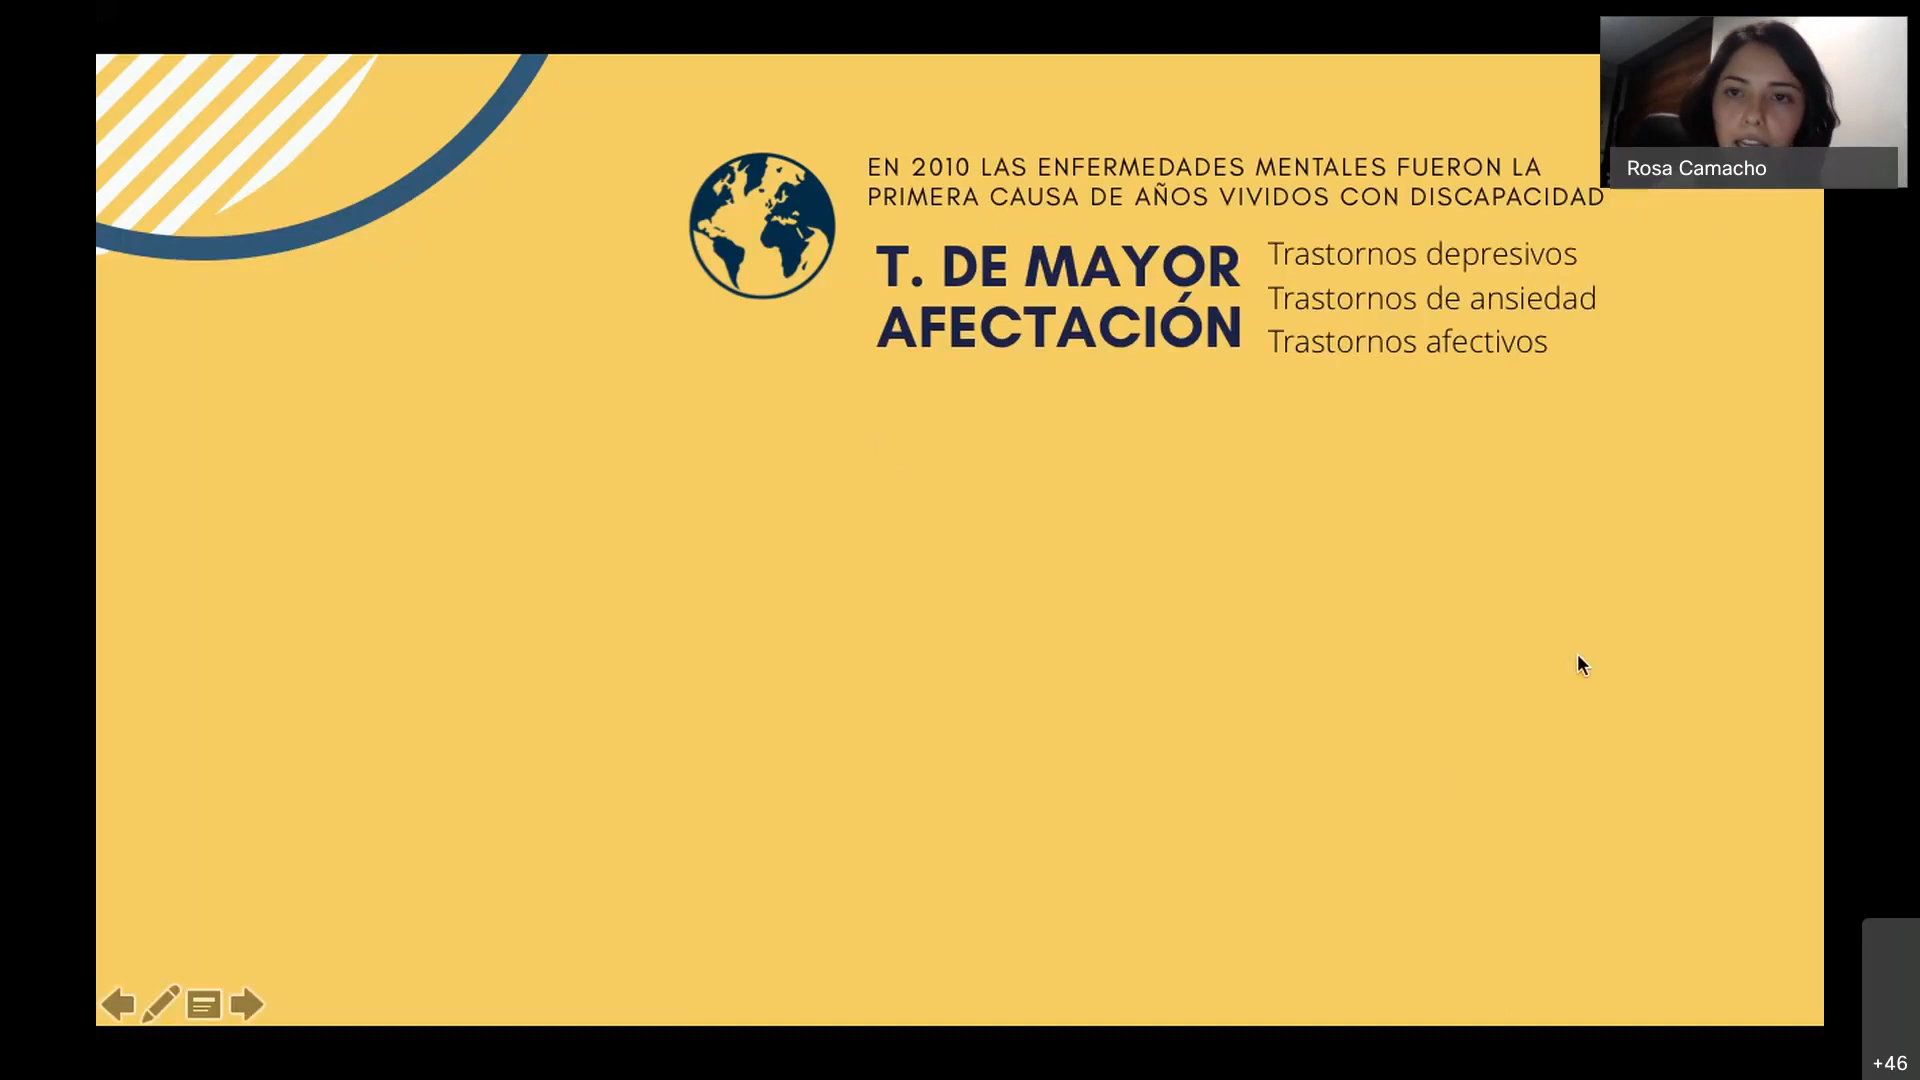 EN 2010 LAS ENFERMEDADES MENTALES FUERON LA
PRIMERA CAUSA DE AÑOS VIVIDOS CON DISCAPACIDAD
T. DE MAYOR
AFECTACIÓN
Trastornos depresivos
Trastornos de ansiedad
Trastornos afectivos
Rosa Camacho
+46